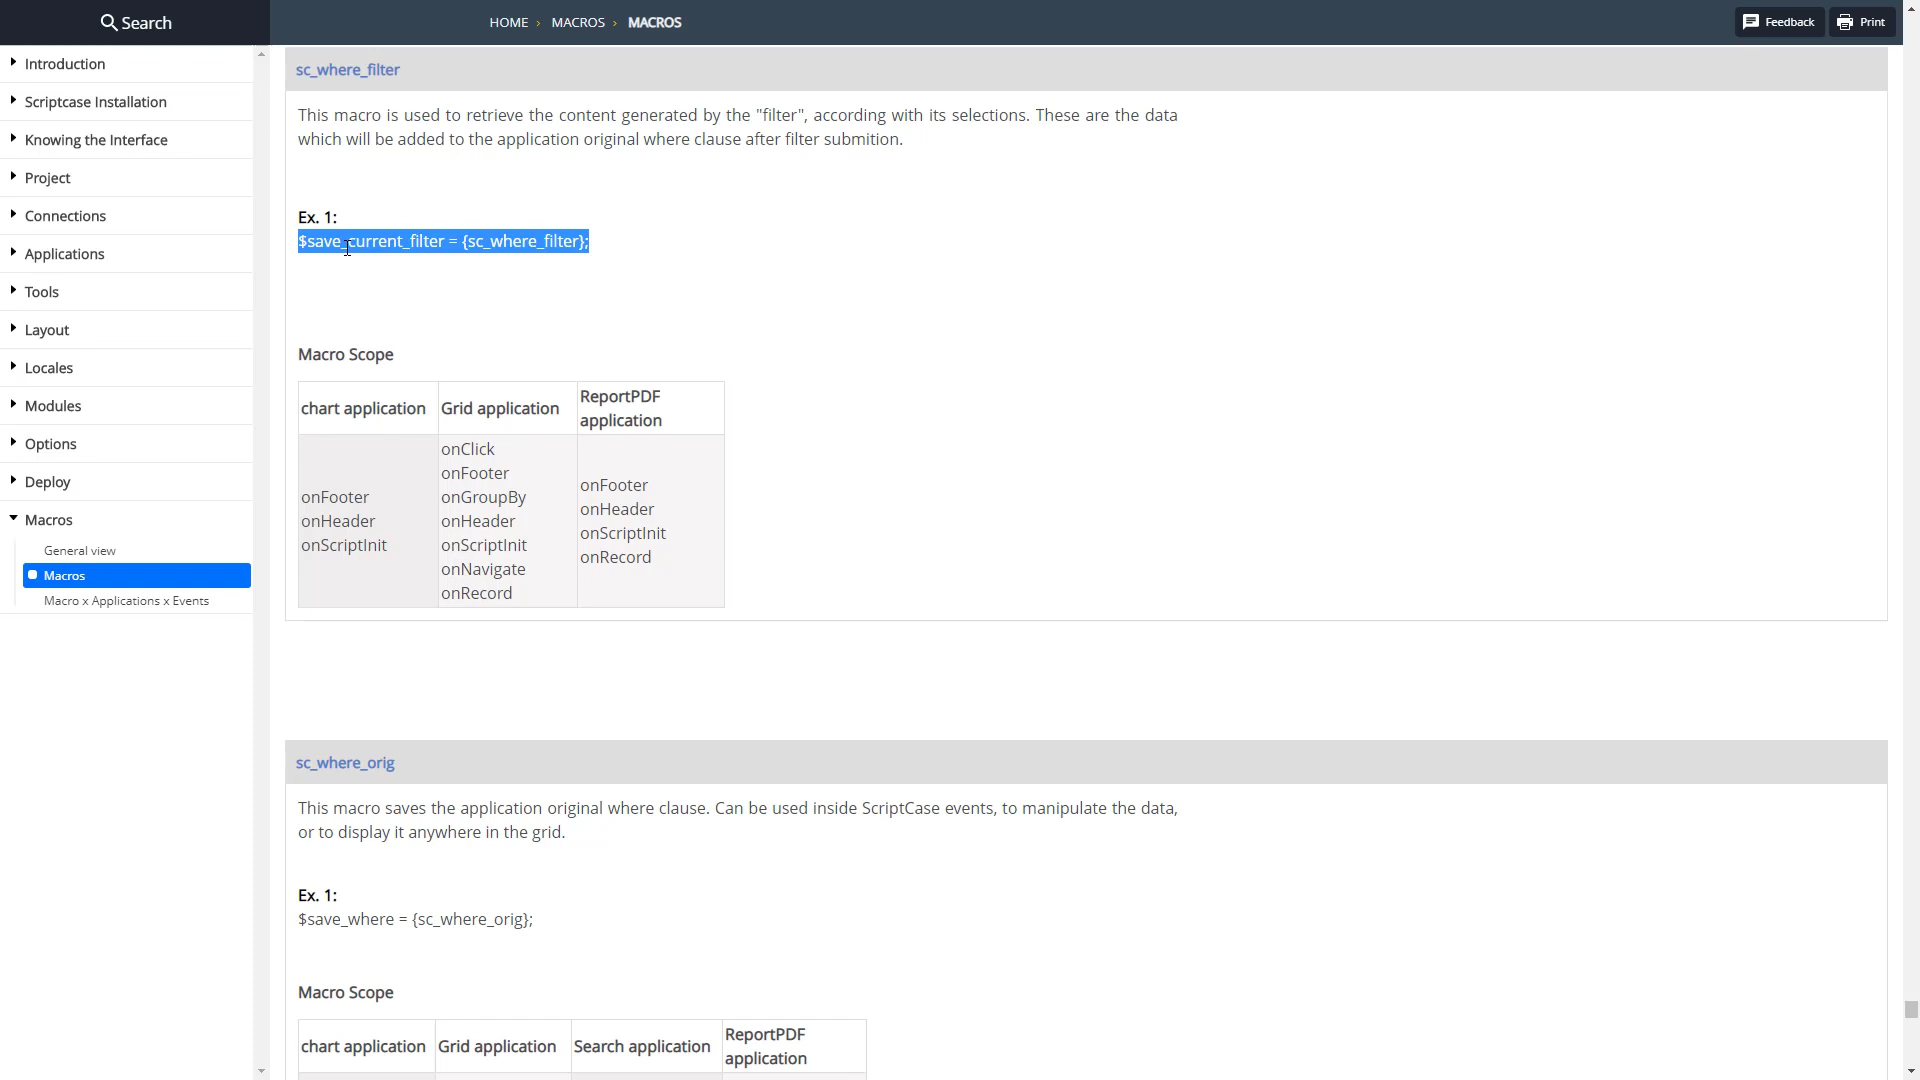 Search
HOME › MACROS › MACROS
Feedback
Print
Introduction
Scriptcase Installation
Knowing the Interface
Project
Connections
Applications
Tools
Layout
Locales
Modules
Options
Deploy
Macros
General view
Macros
Macro x Applications x Events
sc_where_filter
This macro is used to retrieve the content generated by the "filter", according with its selections. These are the data
which will be added to the application original where clause after filter submition.
Ex. 1:
$save_current_filter = {sc_where_filter};
Macro Scope
chart application
Grid application
ReportPDF
application
onFooter
onHeader
onScriptInit
onClick
onFooter
onGroupBy
onHeader
onScriptInit
onNavigate
onRecord
onFooter
onHeader
onScriptInit
onRecord
sc_where_orig
This macro saves the application original where clause. Can be used inside ScriptCase events, to manipulate the data,
or to display it anywhere in the grid.
Ex. 1:
$save_where = {sc_where_orig};
Macro Scope
chart application
Grid application
Search application
ReportPDF
application